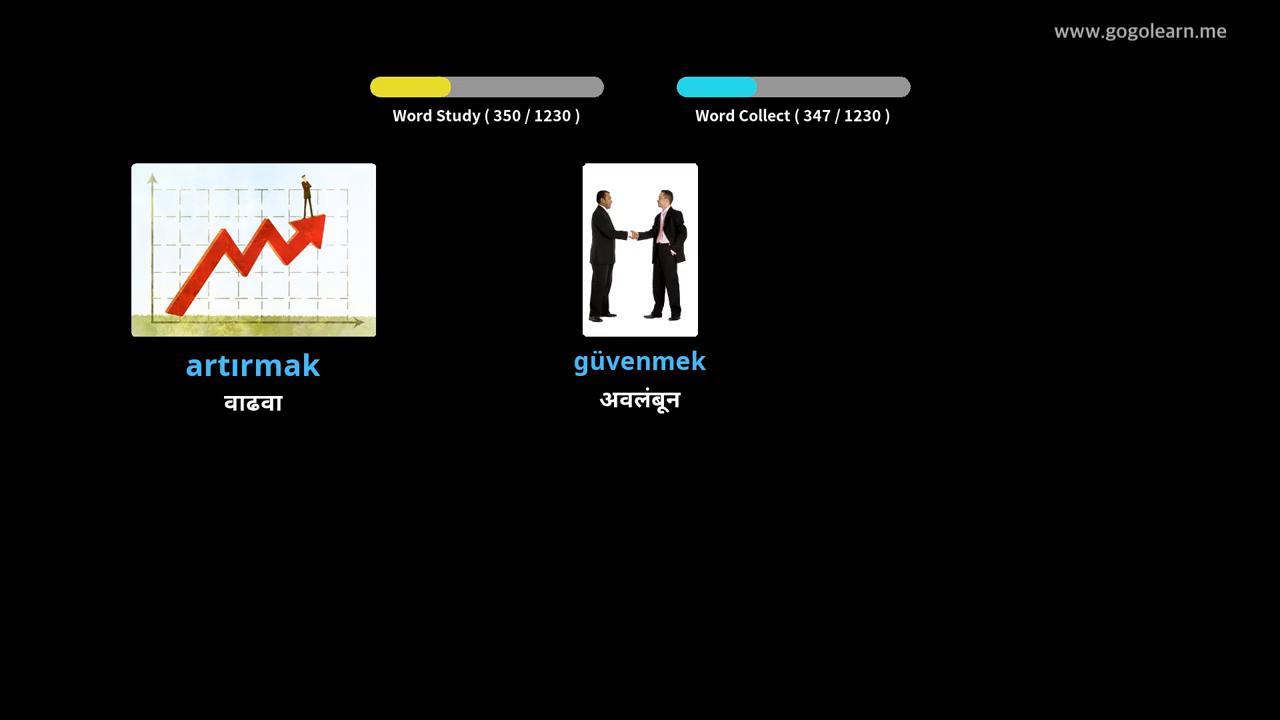 www.gogolearn.me
Word Study ( 350 / 1230 )
Word Collect ( 347 / 1230 )
artırmak
वाढवा
güvenmek
अवलंबून